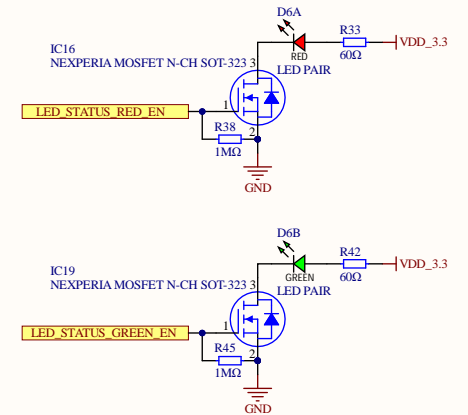 D6A
IC16
R33
NEXPERIA MOSFET N-CH SOT-323
3
RED
60Ω
VDD_3.3
LED PAIR
LED_STATUS_RED_EN
1
R38
2
1MΩ
GND
D6B
IC19
R42
NEXPERIA MOSFET N-CH SOT-323
3
GREEN
60Ω
VDD_3.3
LED PAIR
LED_STATUS_GREEN_EN
1
R45
2
1MΩ
GND